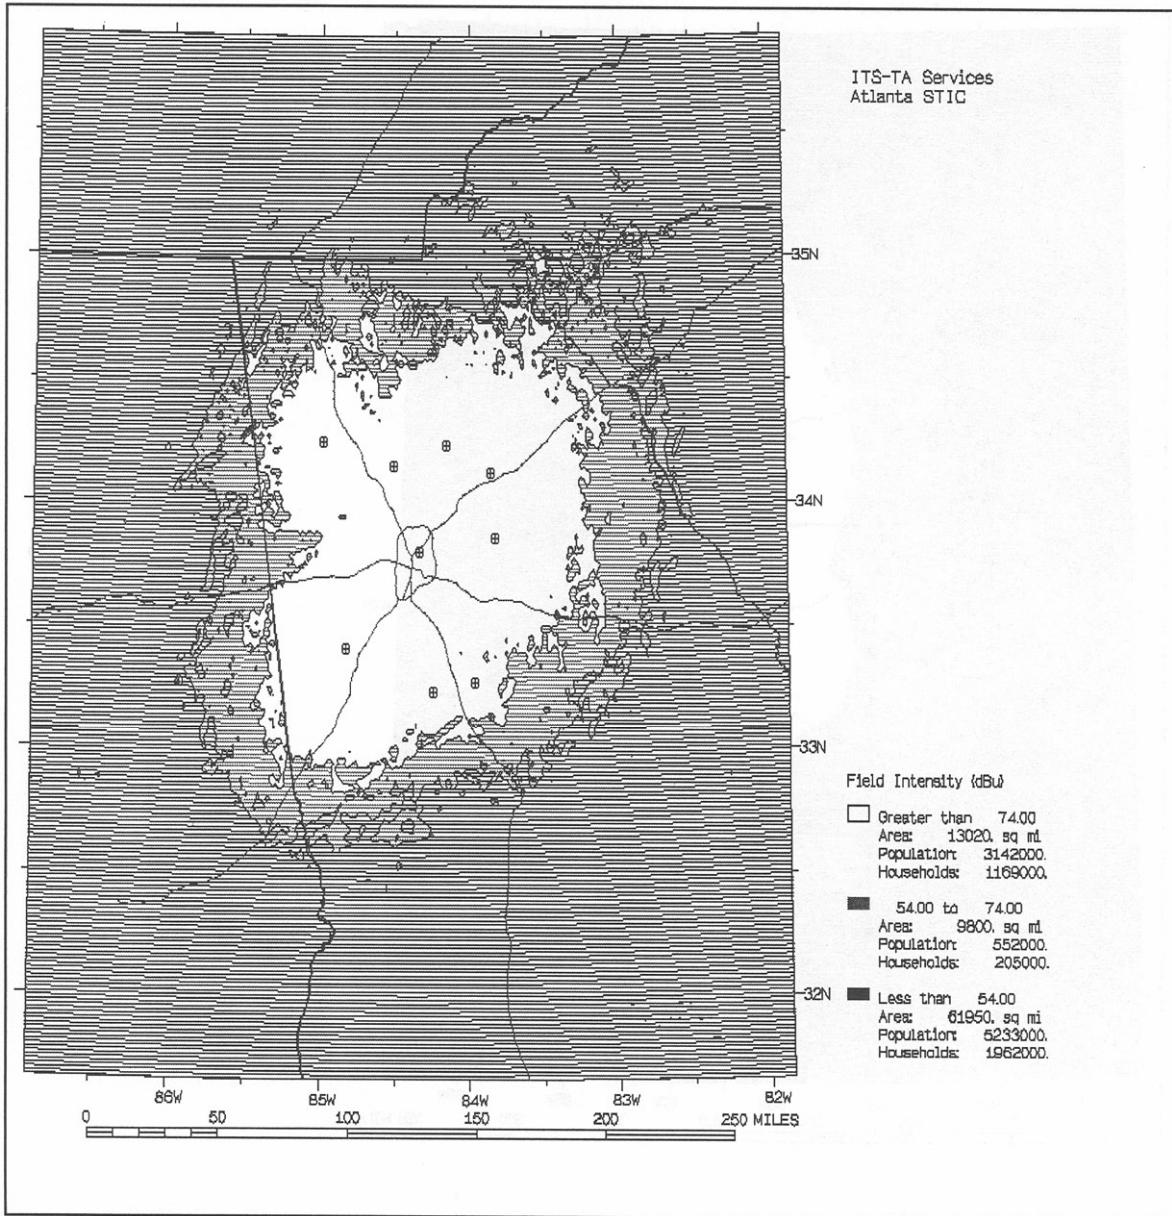 ITS-TA Services
Atlanta STIC
35N
34N
33N
32N
Field Intensity (dBu)
Greater than 74.00
Area: 13020. sq mi
Population: 3142000.
Households: 1169000.
54.00 to 74.00
Area: 9800. sq mi
Population: 552000.
Households: 205000.
Less than 54.00
Area: 61950. sq mi
Population: 5233000.
Households: 1962000.
86W 85W 84W 83W 82W
0 50 100 150 200 250 MILES